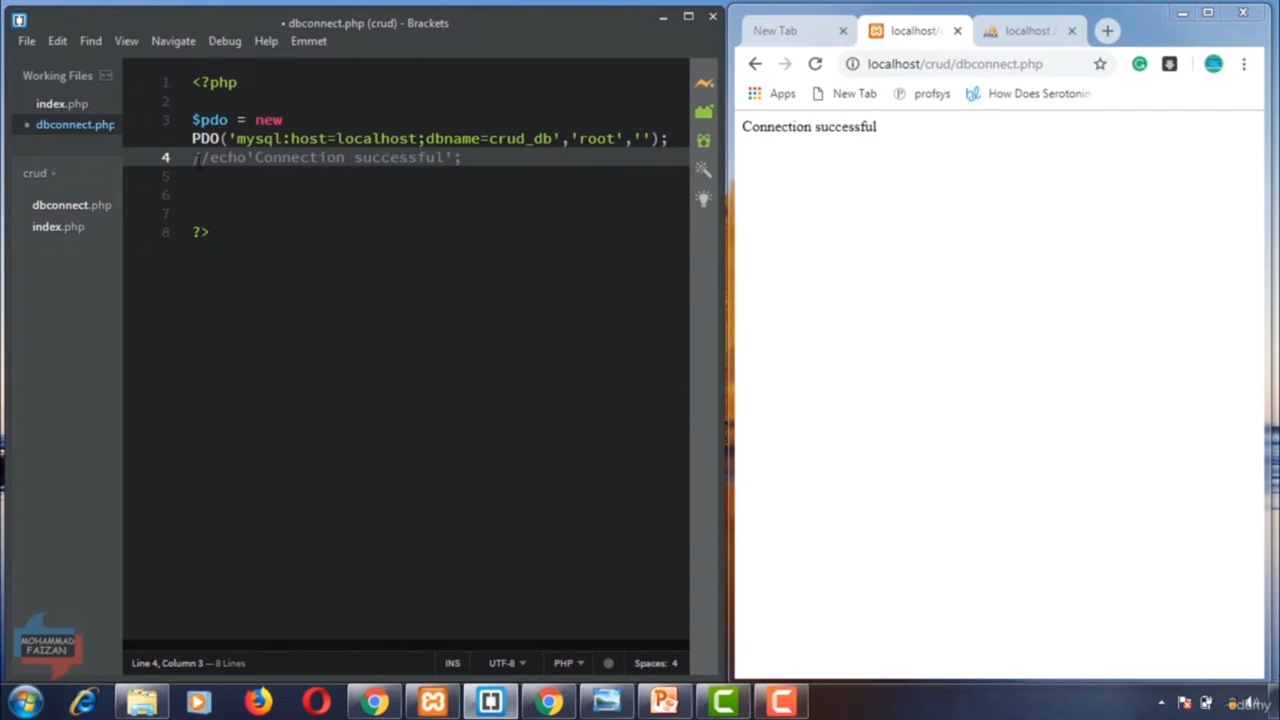 • dbconnect.php (crud) - Brackets
File Edit Find View Navigate Debug Help Emmet
Working Files
index.php
• dbconnect.php
crud
dbconnect.php
index.php
1 <?php
2
3 $pdo = new
PDO('mysql:host=localhost;dbname=crud_db','root','');
4 //echo'Connection successful';
5
6
7
8 ?>
MOHAMMAD
FAIZAN
Line 4, Column 3 — 8 Lines
INS UTF-8 PHP Spaces: 4
New Tab localhost/ localhost /
localhost/crud/dbconnect.php
Apps New Tab profsys How Does Serotonin
Connection successful